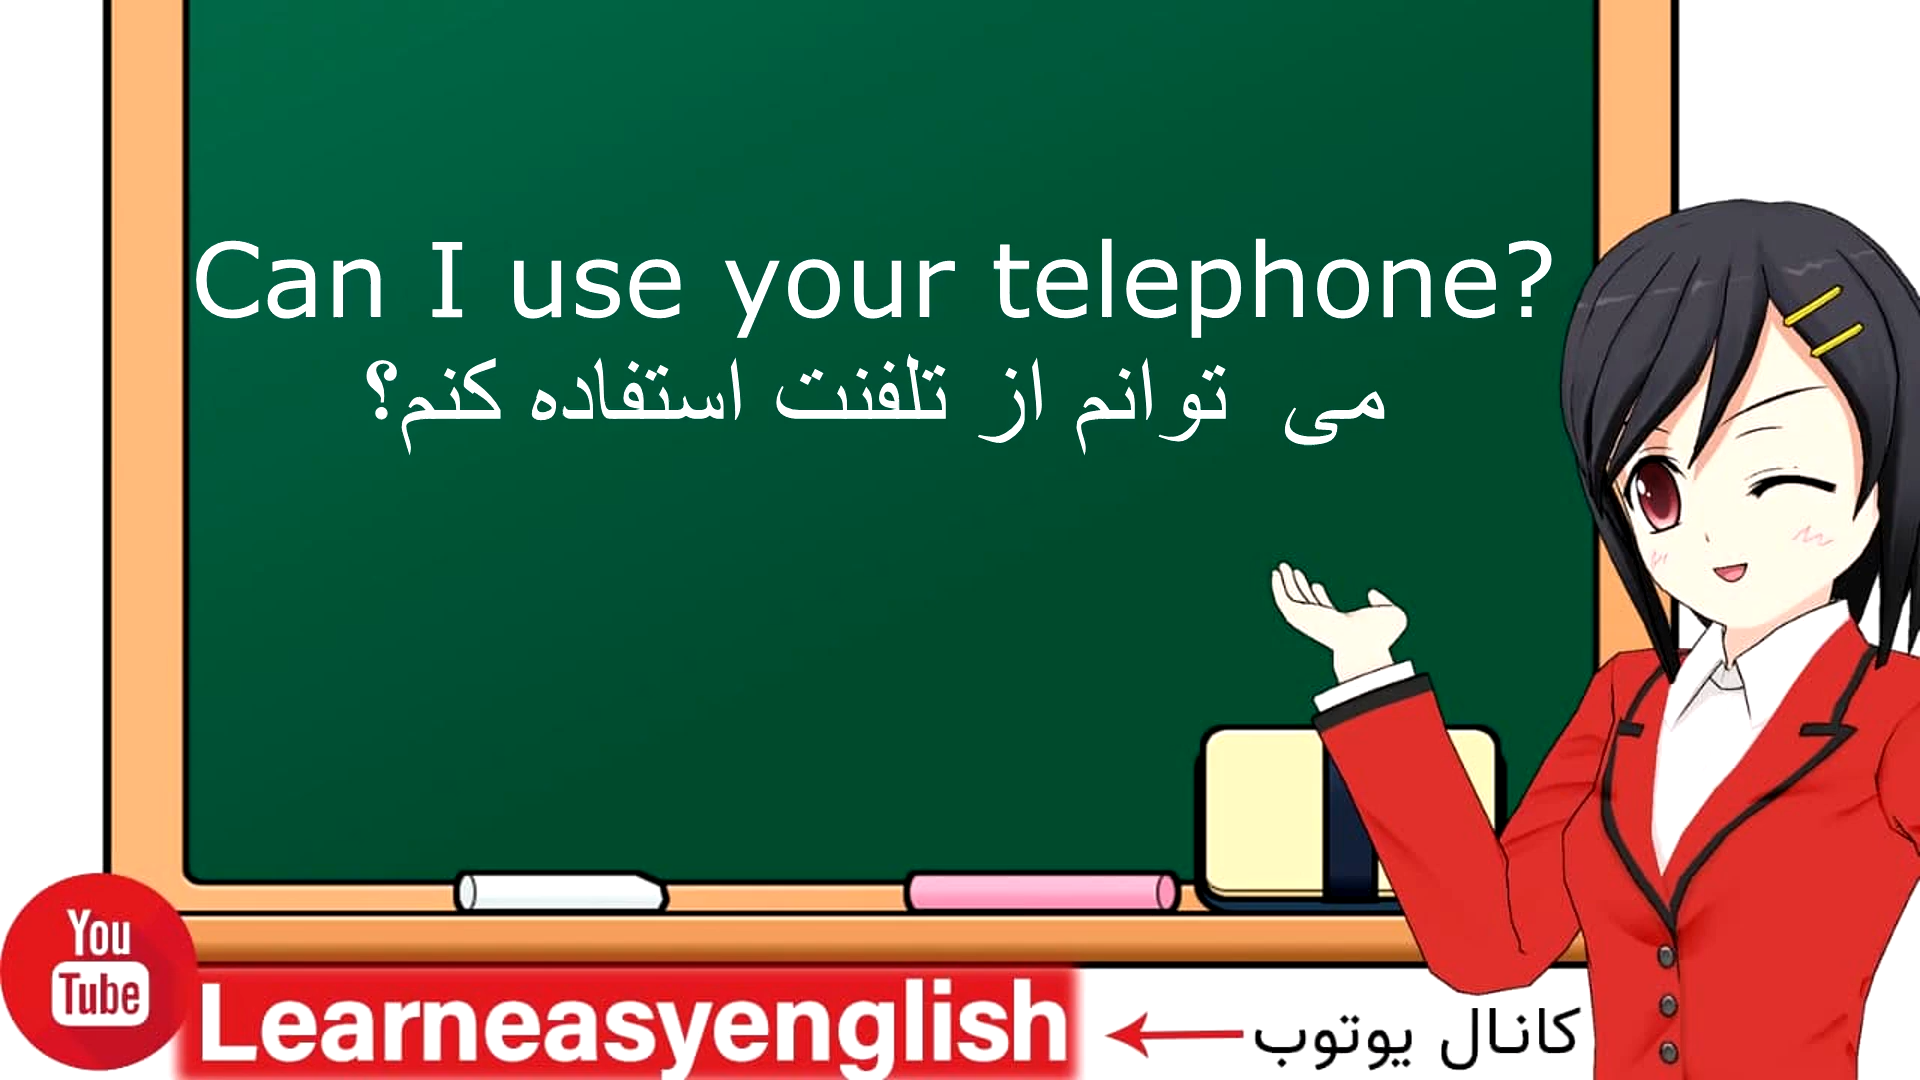 Can I use your telephone?
می توانم از تلفنت استفاده کنم؟
You
Tube
Learneasyenglish
کانال یوتوب